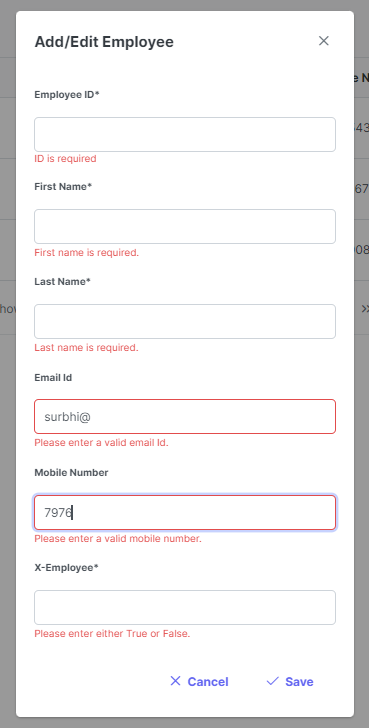 Add/Edit Employee
Employee ID*
ID is required
First Name*
First name is required.
Last Name*
Last name is required.
Email Id
surbhi@
Please enter a valid email Id.
Mobile Number
7976
Please enter a valid mobile number.
X-Employee*
Please enter either True or False.
Cancel
Save